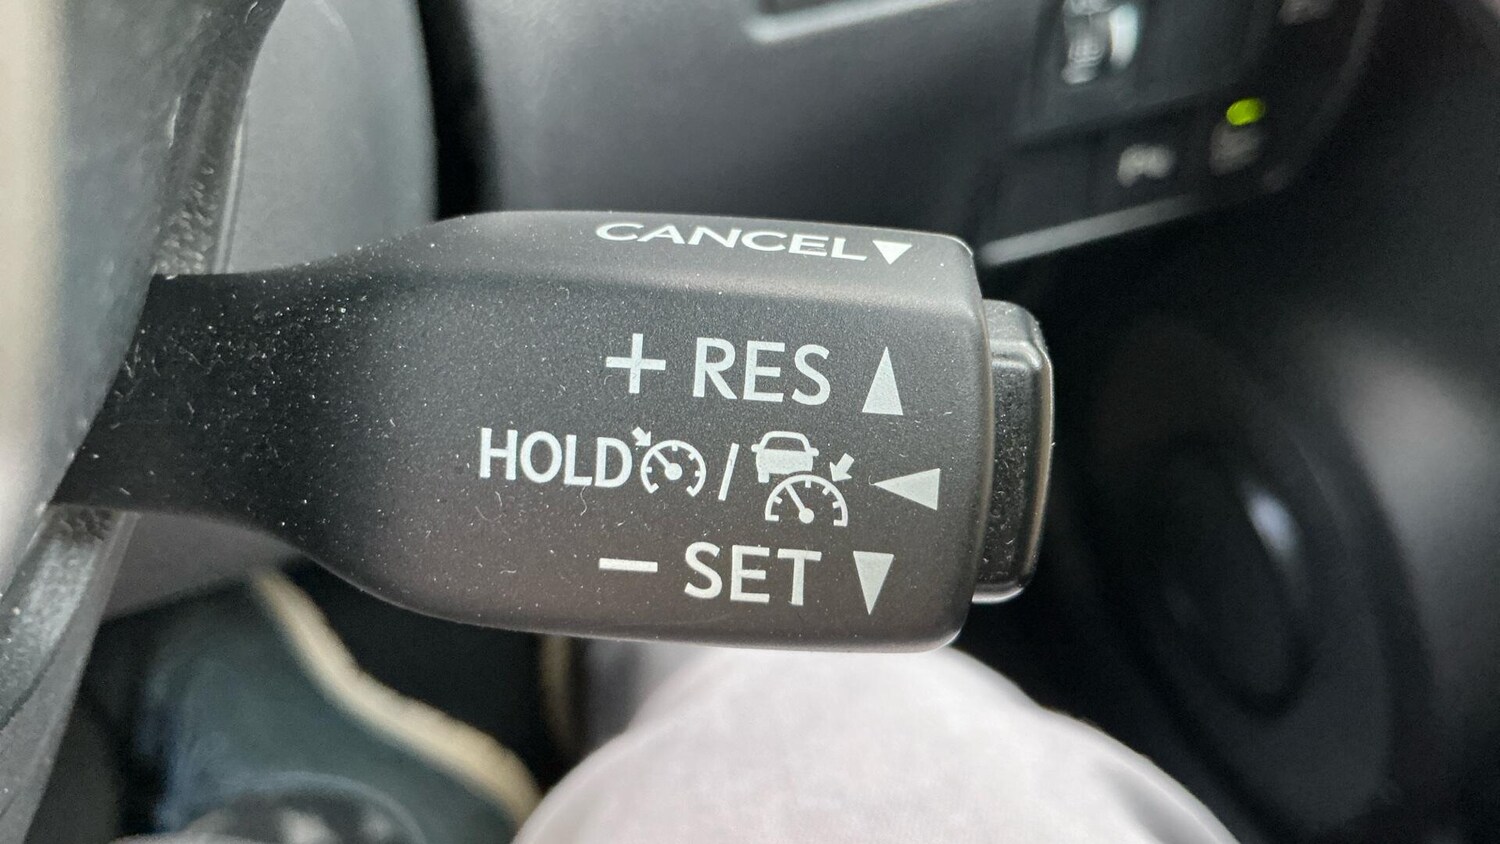 CANCEL▼
+ RES ▲
HOLD / ◀
− SET ▼